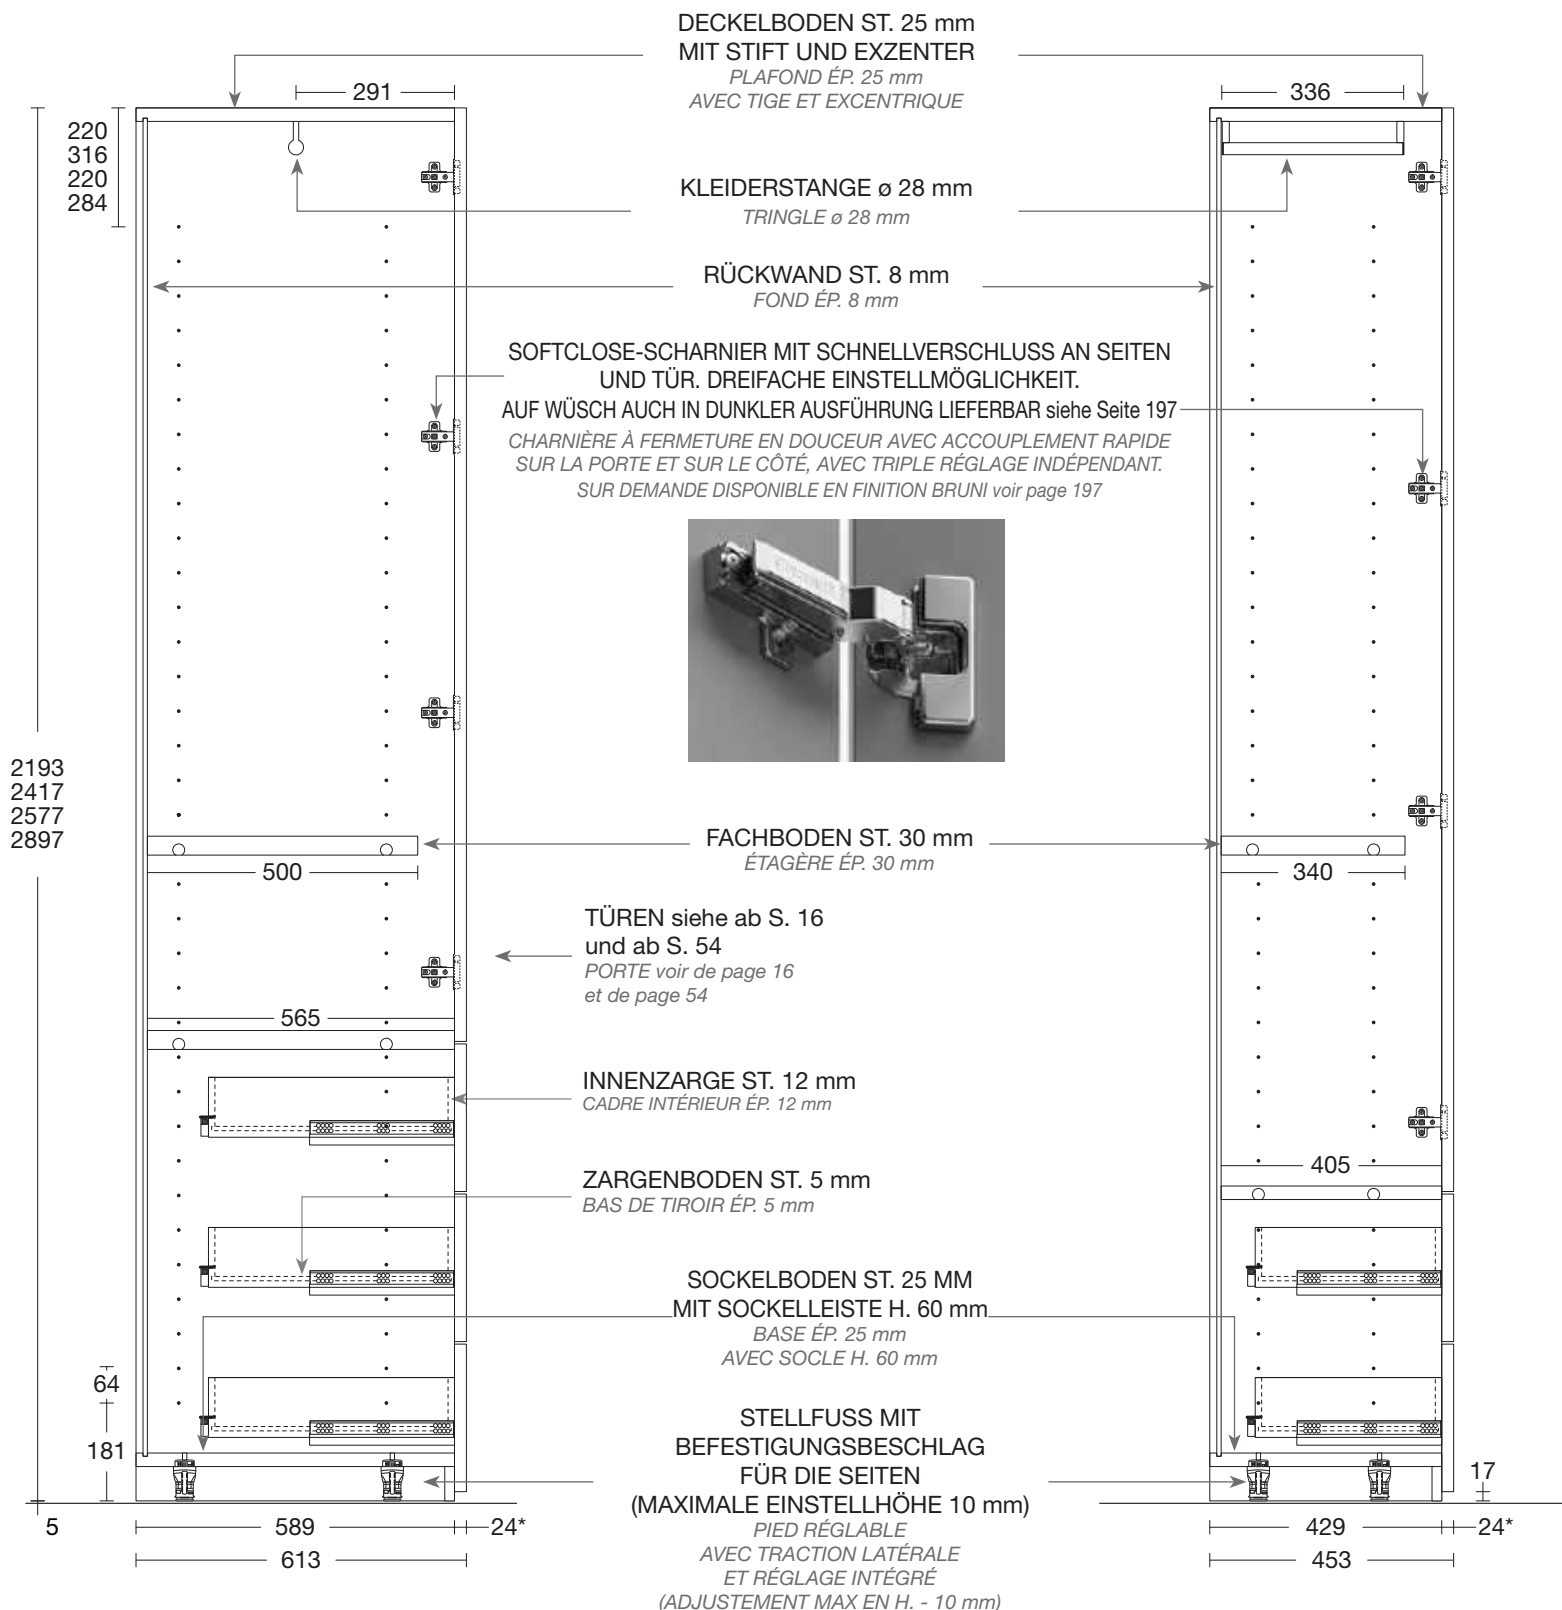 DECKELBODEN ST. 25 mm
MIT STIFT UND EXZENTER
PLAFOND ÉP. 25 mm
AVEC TIGE ET EXCENTRIQUE
291
336
220
316
220
284
KLEIDERSTANGE ø 28 mm
TRINGLE ø 28 mm
RÜCKWAND ST. 8 mm
FOND ÉP. 8 mm
SOFTCLOSE-SCHARNIER MIT SCHNELLVERSCHLUSS AN SEITEN
UND TÜR. DREIFACHE EINSTELLMÖGLICHKEIT.
AUF WÜSCH AUCH IN DUNKLER AUSFÜHRUNG LIEFERBAR siehe Seite 197
CHARNIÈRE À FERMETURE EN DOUCEUR AVEC ACCOUPLEMENT RAPIDE
SUR LA PORTE ET SUR LE CÔTÉ, AVEC TRIPLE RÉGLAGE INDÉPENDANT.
SUR DEMANDE DISPONIBLE EN FINITION BRUNI voir page 197
2193
2417
2577
2897
FACHBODEN ST. 30 mm
ÉTAGÈRE ÉP. 30 mm
500
340
TÜREN siehe ab S. 16
und ab S. 54
PORTE voir de page 16
et de page 54
565
INNENZARGE ST. 12 mm
CADRE INTÉRIEUR ÉP. 12 mm
405
ZARGENBODEN ST. 5 mm
BAS DE TIROIR ÉP. 5 mm
SOCKELBODEN ST. 25 MM
MIT SOCKELLEISTE H. 60 mm
BASE ÉP. 25 mm
AVEC SOCLE H. 60 mm
64
181
STELLFUSS MIT
BEFESTIGUNGSBESCHLAG
FÜR DIE SEITEN
(MAXIMALE EINSTELLHÖHE 10 mm)
PIED RÉGLABLE
AVEC TRACTION LATÉRALE
ET RÉGLAGE INTÉGRÉ
(ADJUSTEMENT MAX EN H. - 10 mm)
17
5
589
24*
613
429
24*
453